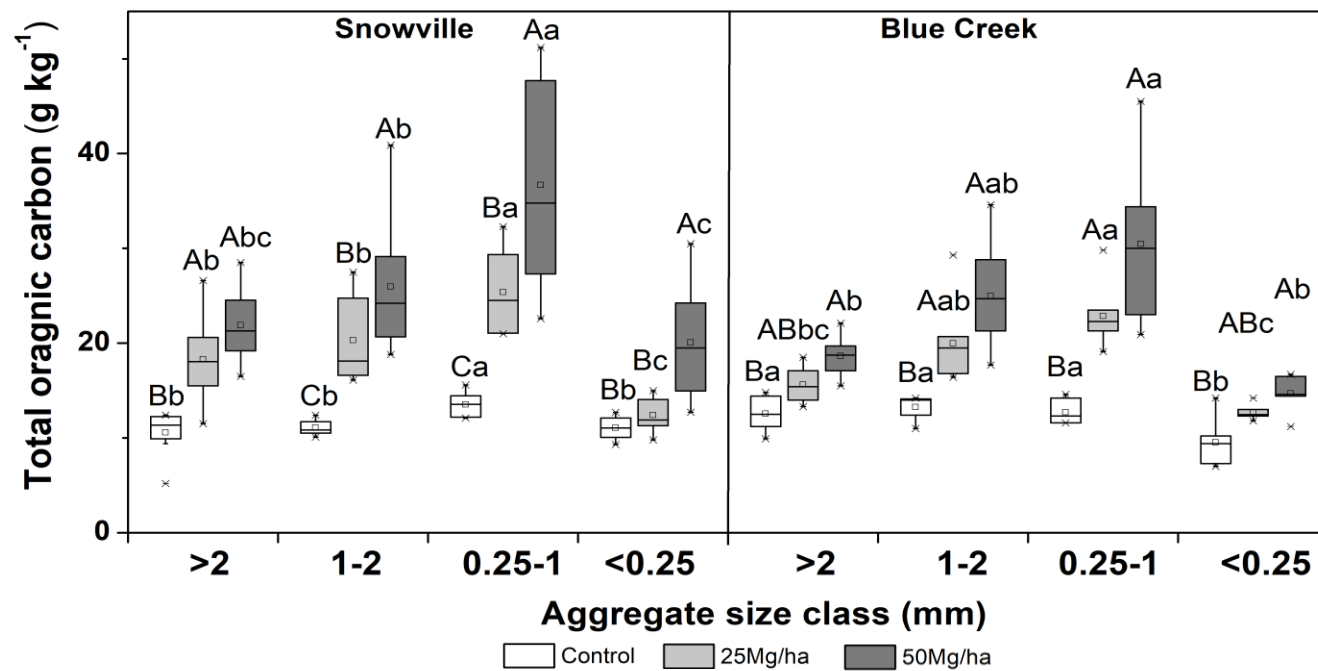 Snowville Blue Creek
Total oragnic carbon (g kg⁻¹)
40
20
0
Bb Ab Abc Cb Bb Ab Ca Ba Aa Bb Bc Ac
Ba ABbc Ab Ba Aab Aab Ba Aa Aa Bb ABc Ab
>2 1-2 0.25-1 <0.25 >2 1-2 0.25-1 <0.25
Aggregate size class (mm)
Control 25Mg/ha 50Mg/ha